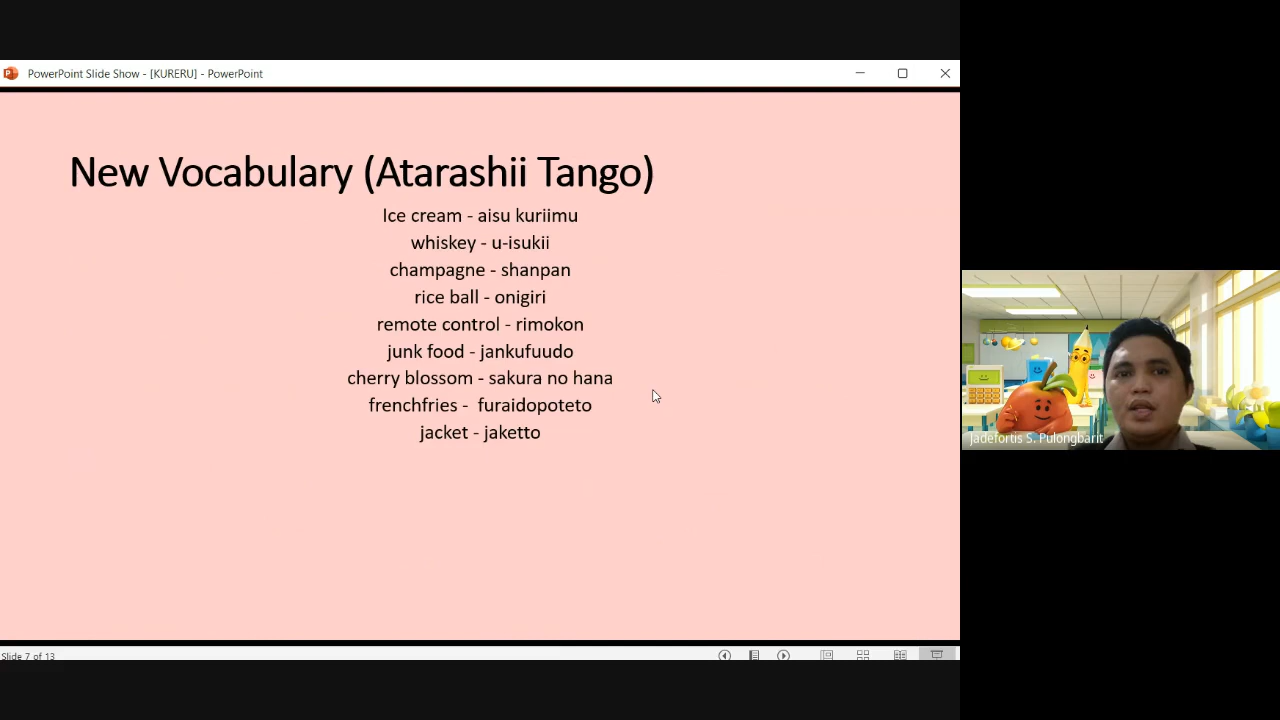 PowerPoint Slide Show - [KURERU] - PowerPoint
New Vocabulary (Atarashii Tango)
Ice cream - aisu kuriimu
whiskey - u-isukii
champagne - shanpan
rice ball - onigiri
remote control - rimokon
junk food - jankufuudo
cherry blossom - sakura no hana
frenchfries - furaidopoteto
jacket - jaketto
Jadefortis S. Pulongbarit
Slide 7 of 13